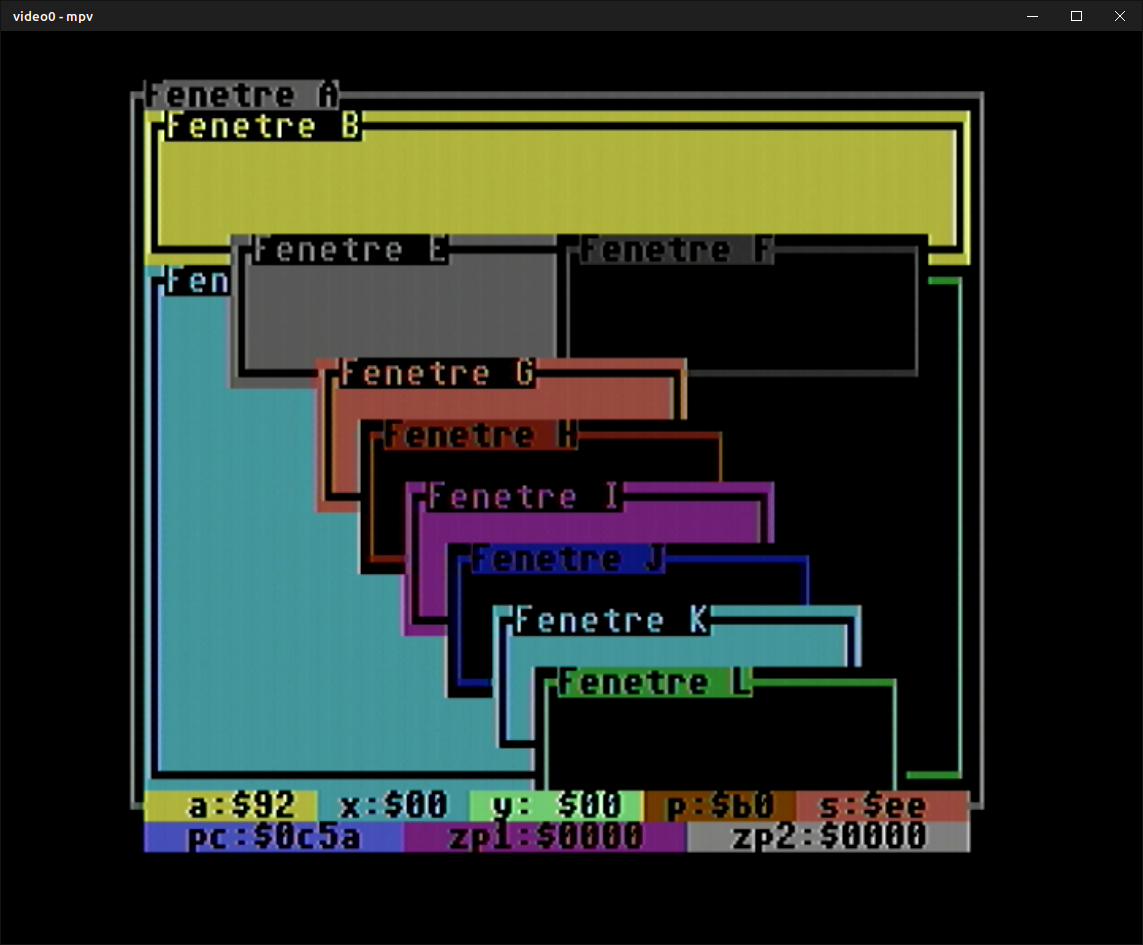 video0 - mpv
Fenetre A
Fenetre B
Fenetre E Fenetre F
Fen
Fenetre G
Fenetre H
Fenetre I
Fenetre J
Fenetre K
Fenetre L
a:$92 x:$00 y: $00 p:$b0 s:$ee
pc:$0c5a zp1:$0000 zp2:$0000